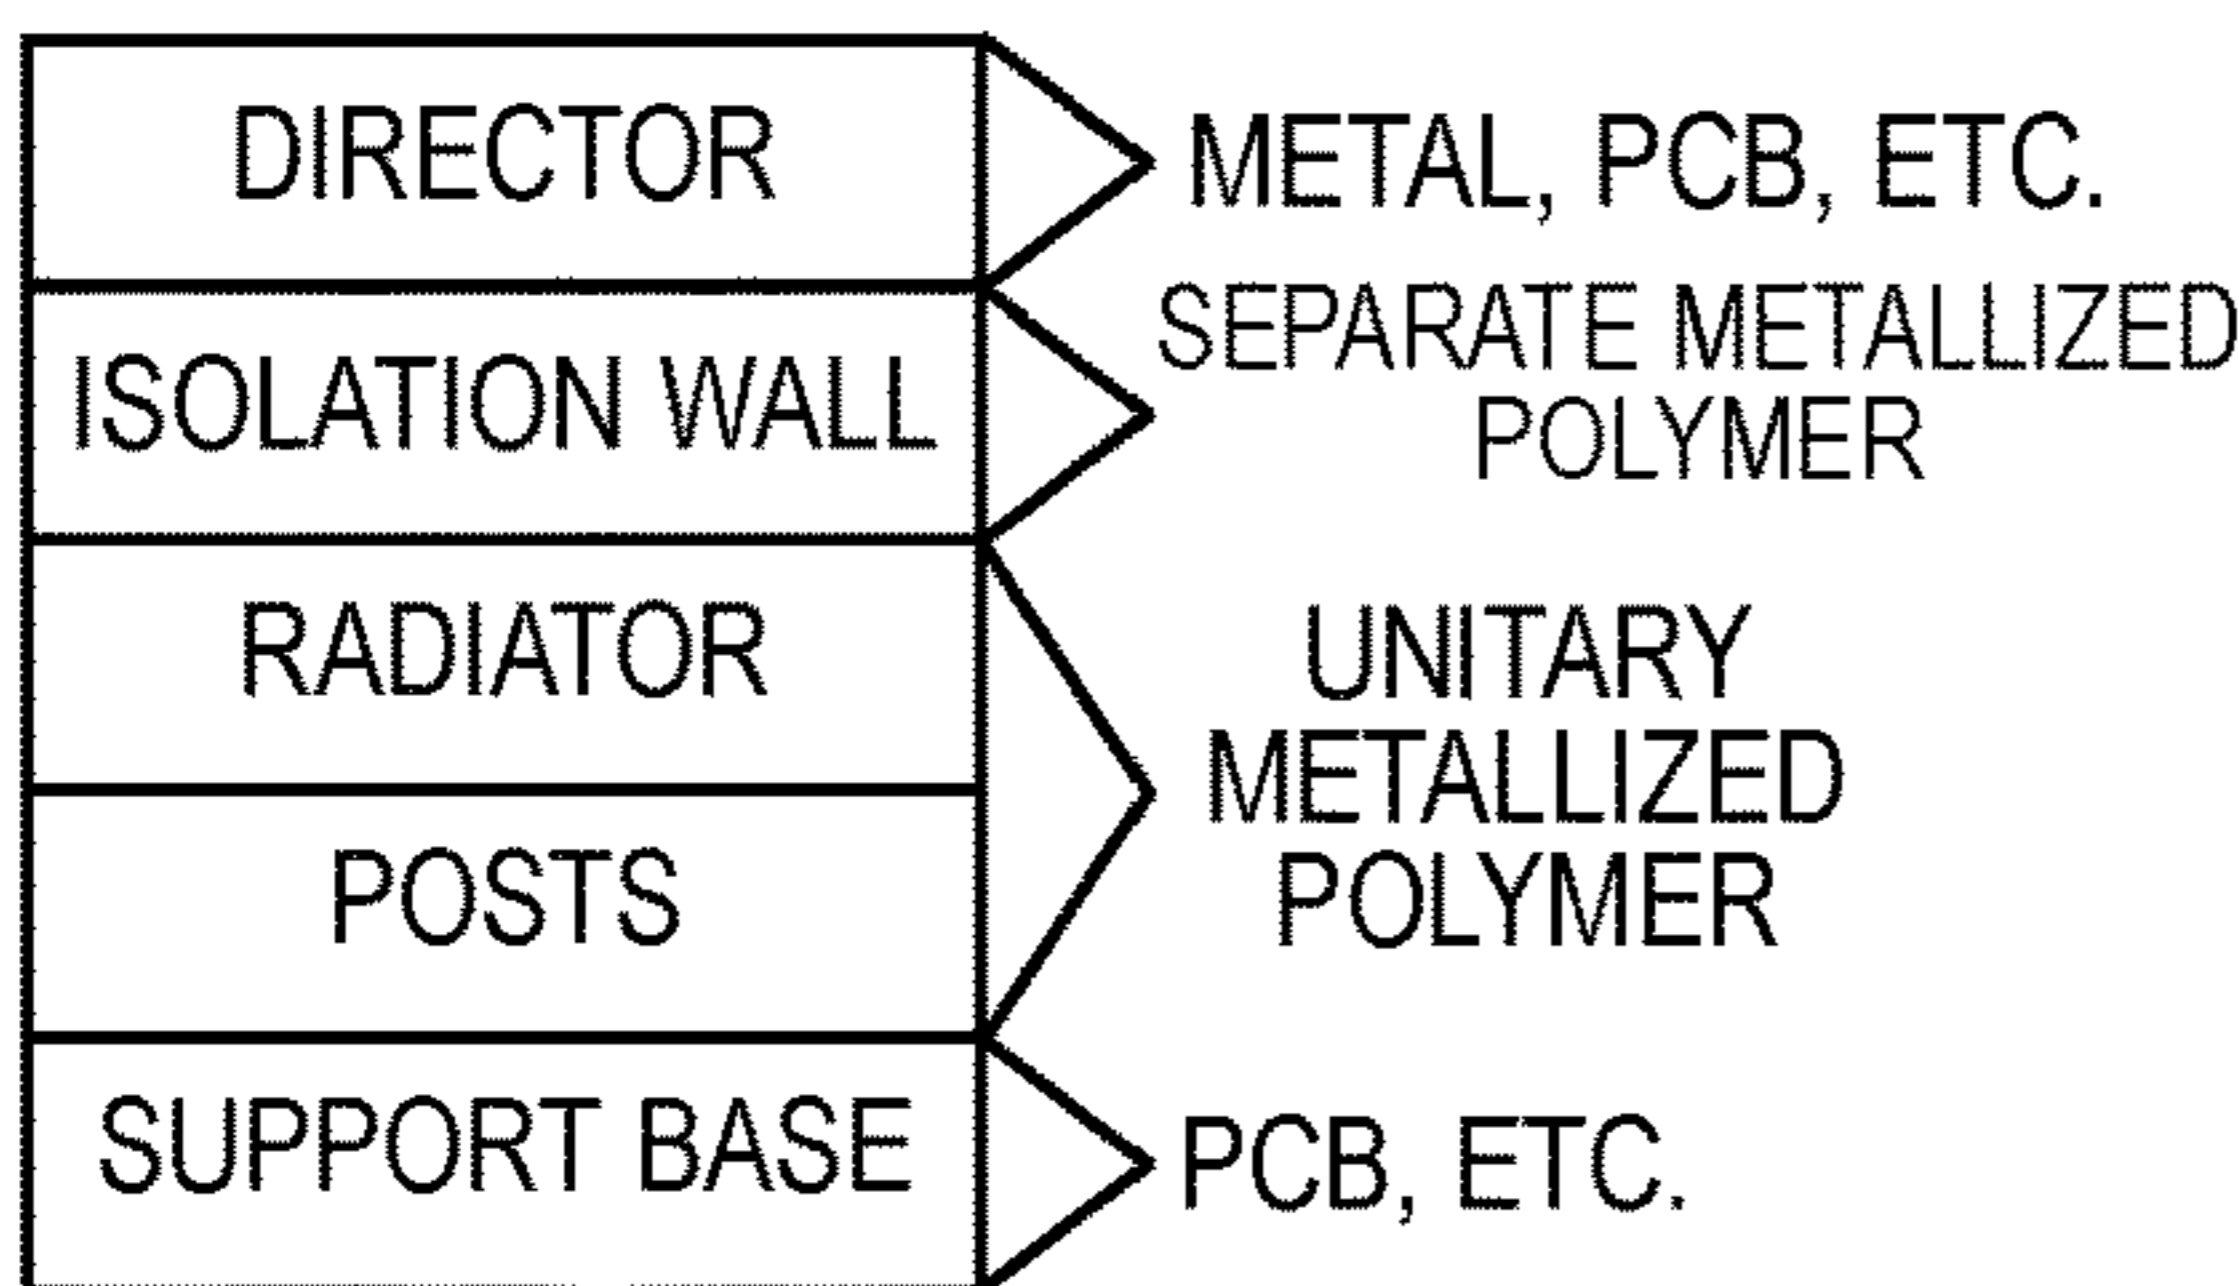 DIRECTOR
METAL, PCB, ETC.
ISOLATION WALL
SEPARATE METALLIZED
POLYMER
RADIATOR
POSTS
UNITARY
METALLIZED
POLYMER
SUPPORT BASE
PCB, ETC.